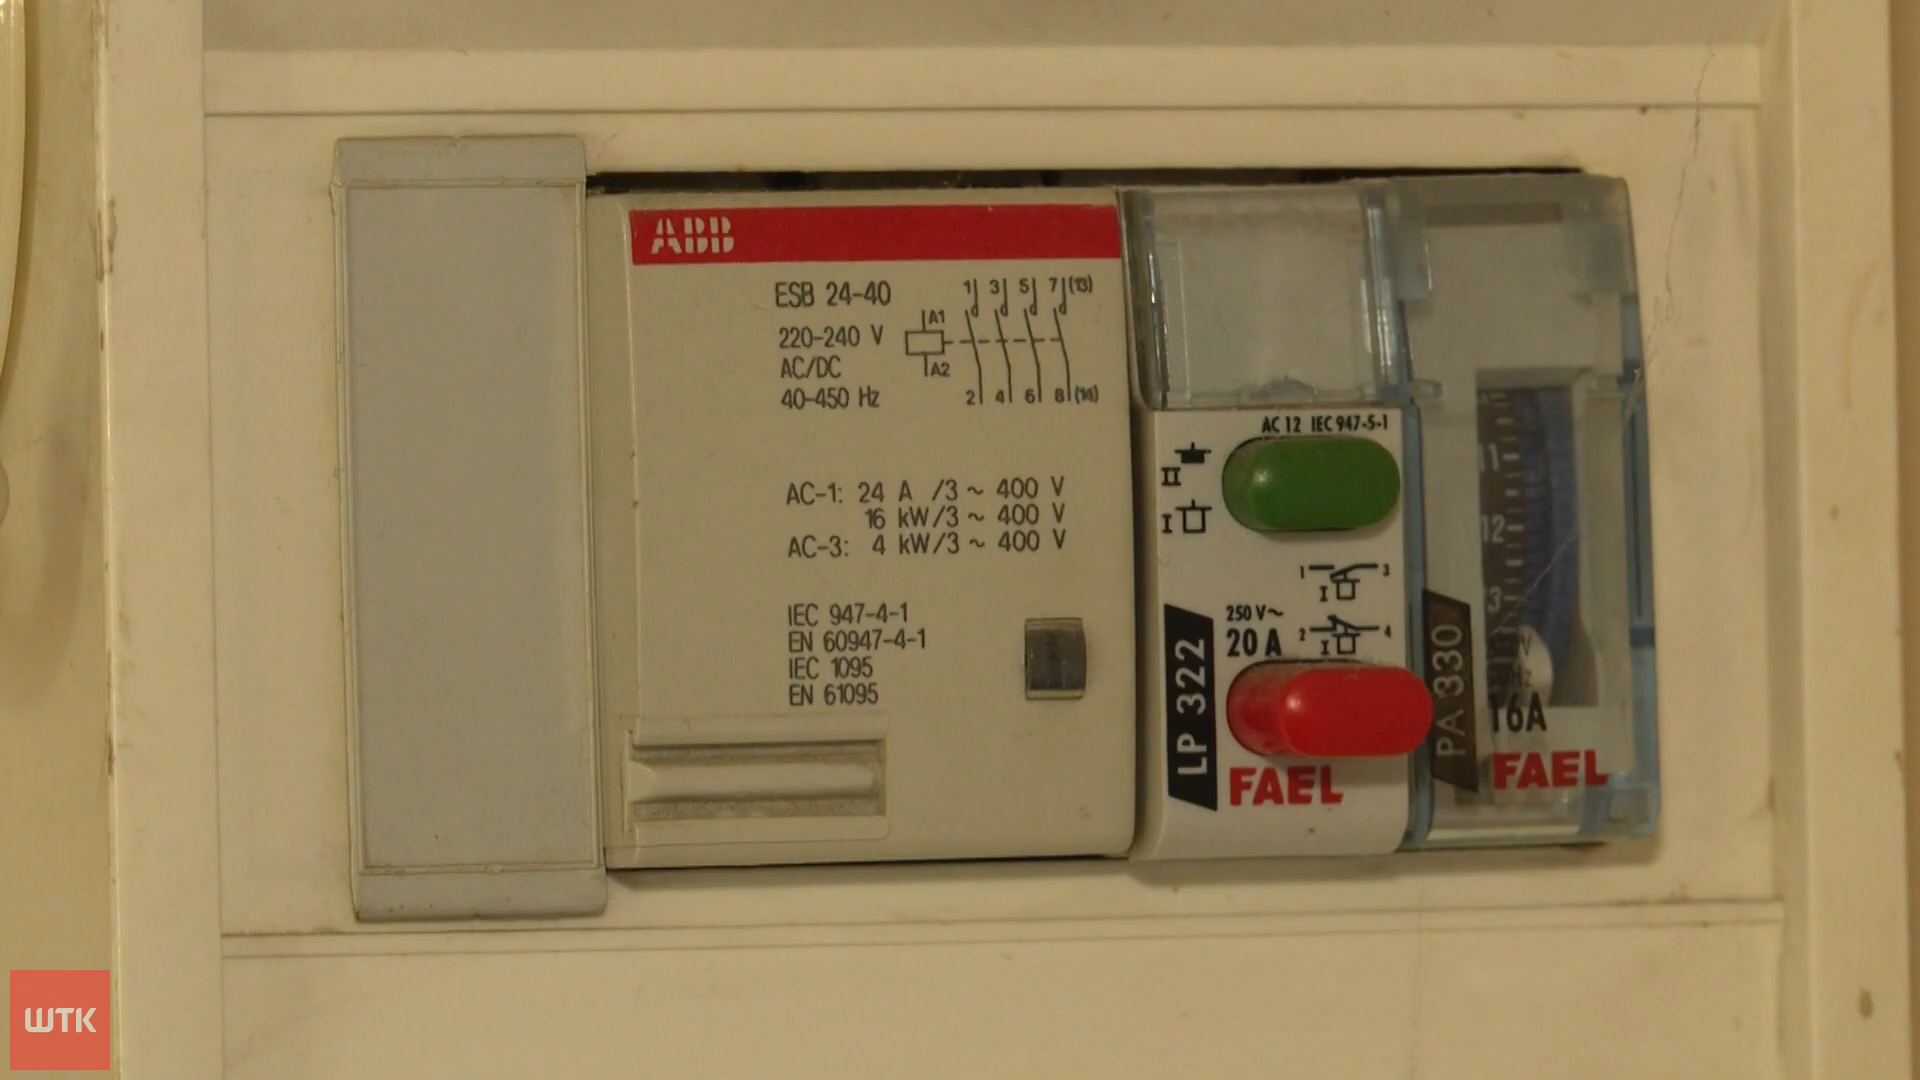 ABB
ESB 24-40
220-240 V
AC/DC
40-450 Hz
1 3 5 7 (13)
A1
A2
2 4 6 8 (14)
AC-1: 24 A /3 ~ 400 V
16 kW/3 ~ 400 V
AC-3: 4 kW/3 ~ 400 V
IEC 947-4-1
EN 60947-4-1
IEC 1095
EN 61095
AC 12 IEC 947-5-1
II
I
1 3
I
250 V~
20 A
2 4
I
LP 322
FAEL
11
12
PA 330
16A
FAEL
ШТК